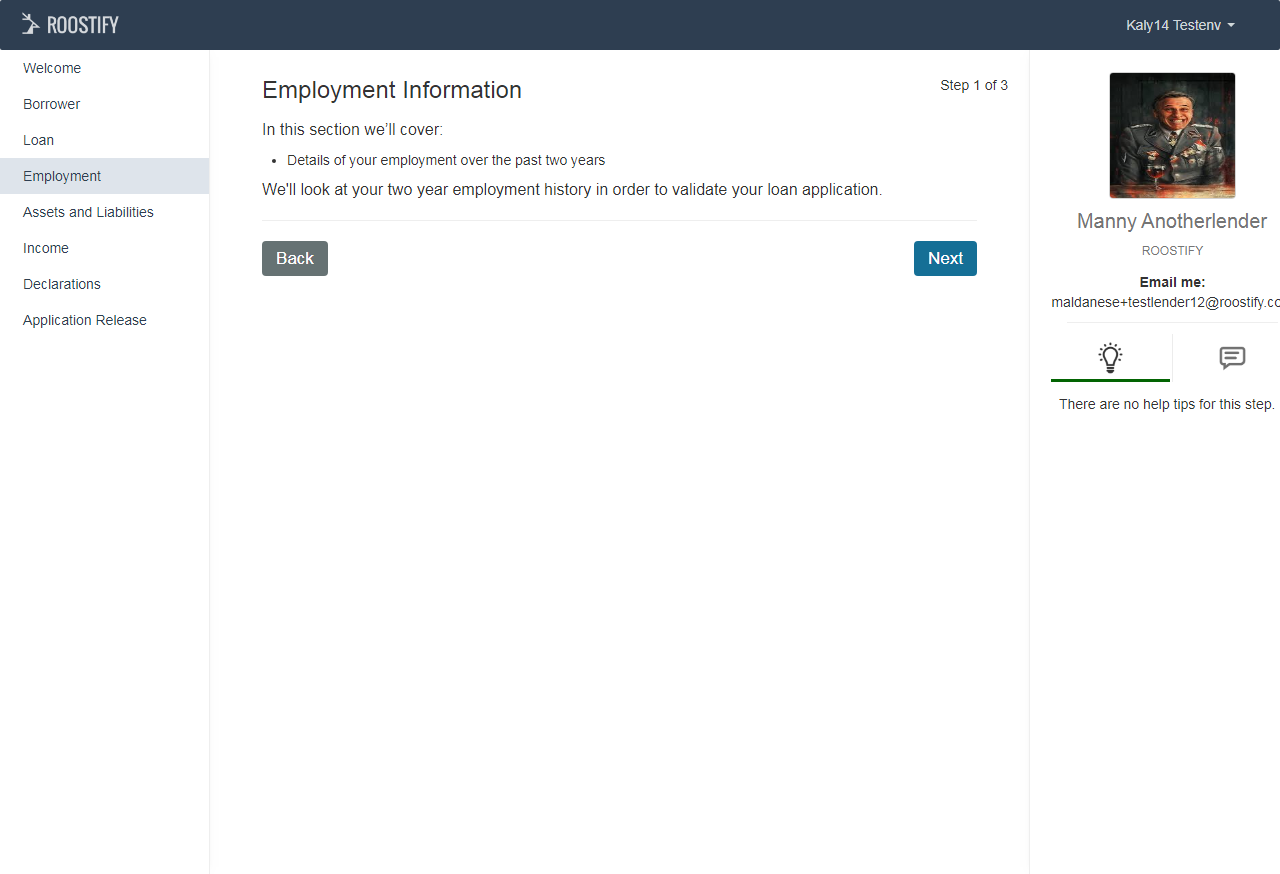 ROOSTIFY
Kaly14 Testenv
Welcome
Borrower
Loan
Employment
Assets and Liabilities
Income
Declarations
Application Release
Employment Information
Step 1 of 3
In this section we’ll cover:
Details of your employment over the past two years
We'll look at your two year employment history in order to validate your loan application.
Back
Next
Manny Anotherlender
ROOSTIFY
Email me:
maldanese+testlender12@roostify.co
There are no help tips for this step.